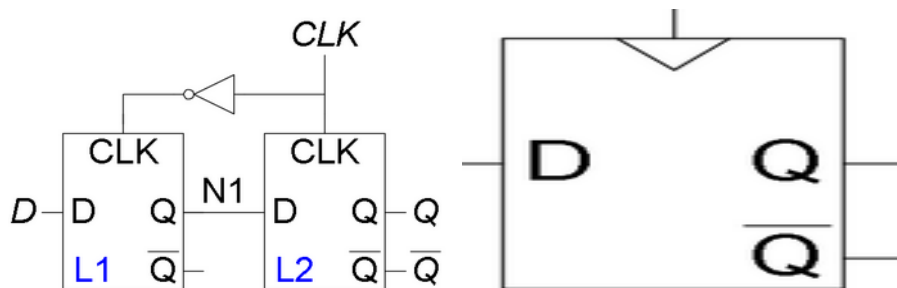 CLK
CLK CLK
N1
D D Q D Q Q
L1 Q̅ L2 Q̅ Q̅
D Q
Q̅